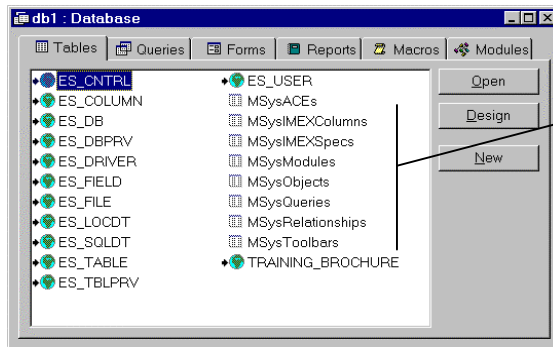 db1 : Database
Tables Queries Forms Reports Macros Modules
ES_CNTRL
ES_COLUMN
ES_DB
ES_DBPRV
ES_DRIVER
ES_FIELD
ES_FILE
ES_LOCDT
ES_SQLDT
ES_TABLE
ES_TBLPRV
ES_USER
MSysACEs
MSysIMEXColumns
MSysIMEXSpecs
MSysModules
MSysObjects
MSysQueries
MSysRelationships
MSysToolbars
TRAINING_BROCHURE
Open
Design
New